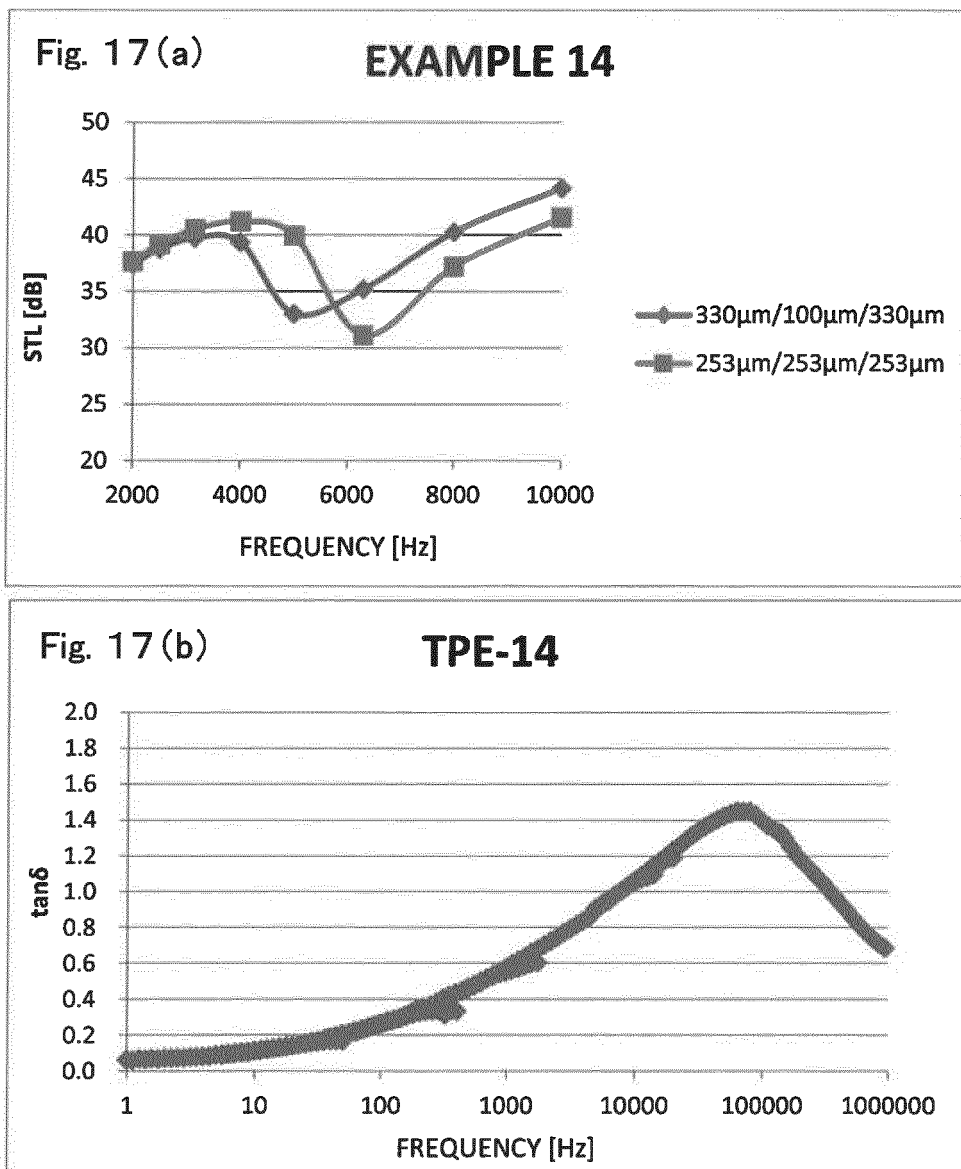 Fig. 17(a)
EXAMPLE 14
50
45
40
35
30
25
20
STL [dB]
2000 4000 6000 8000 10000
FREQUENCY [Hz]
330µm/100µm/330µm
253µm/253µm/253µm
Fig. 17(b)
TPE-14
2.0
1.8
1.6
1.4
1.2
1.0
0.8
0.6
0.4
0.2
0.0
tanδ
1 10 100 1000 10000 100000 1000000
FREQUENCY [Hz]